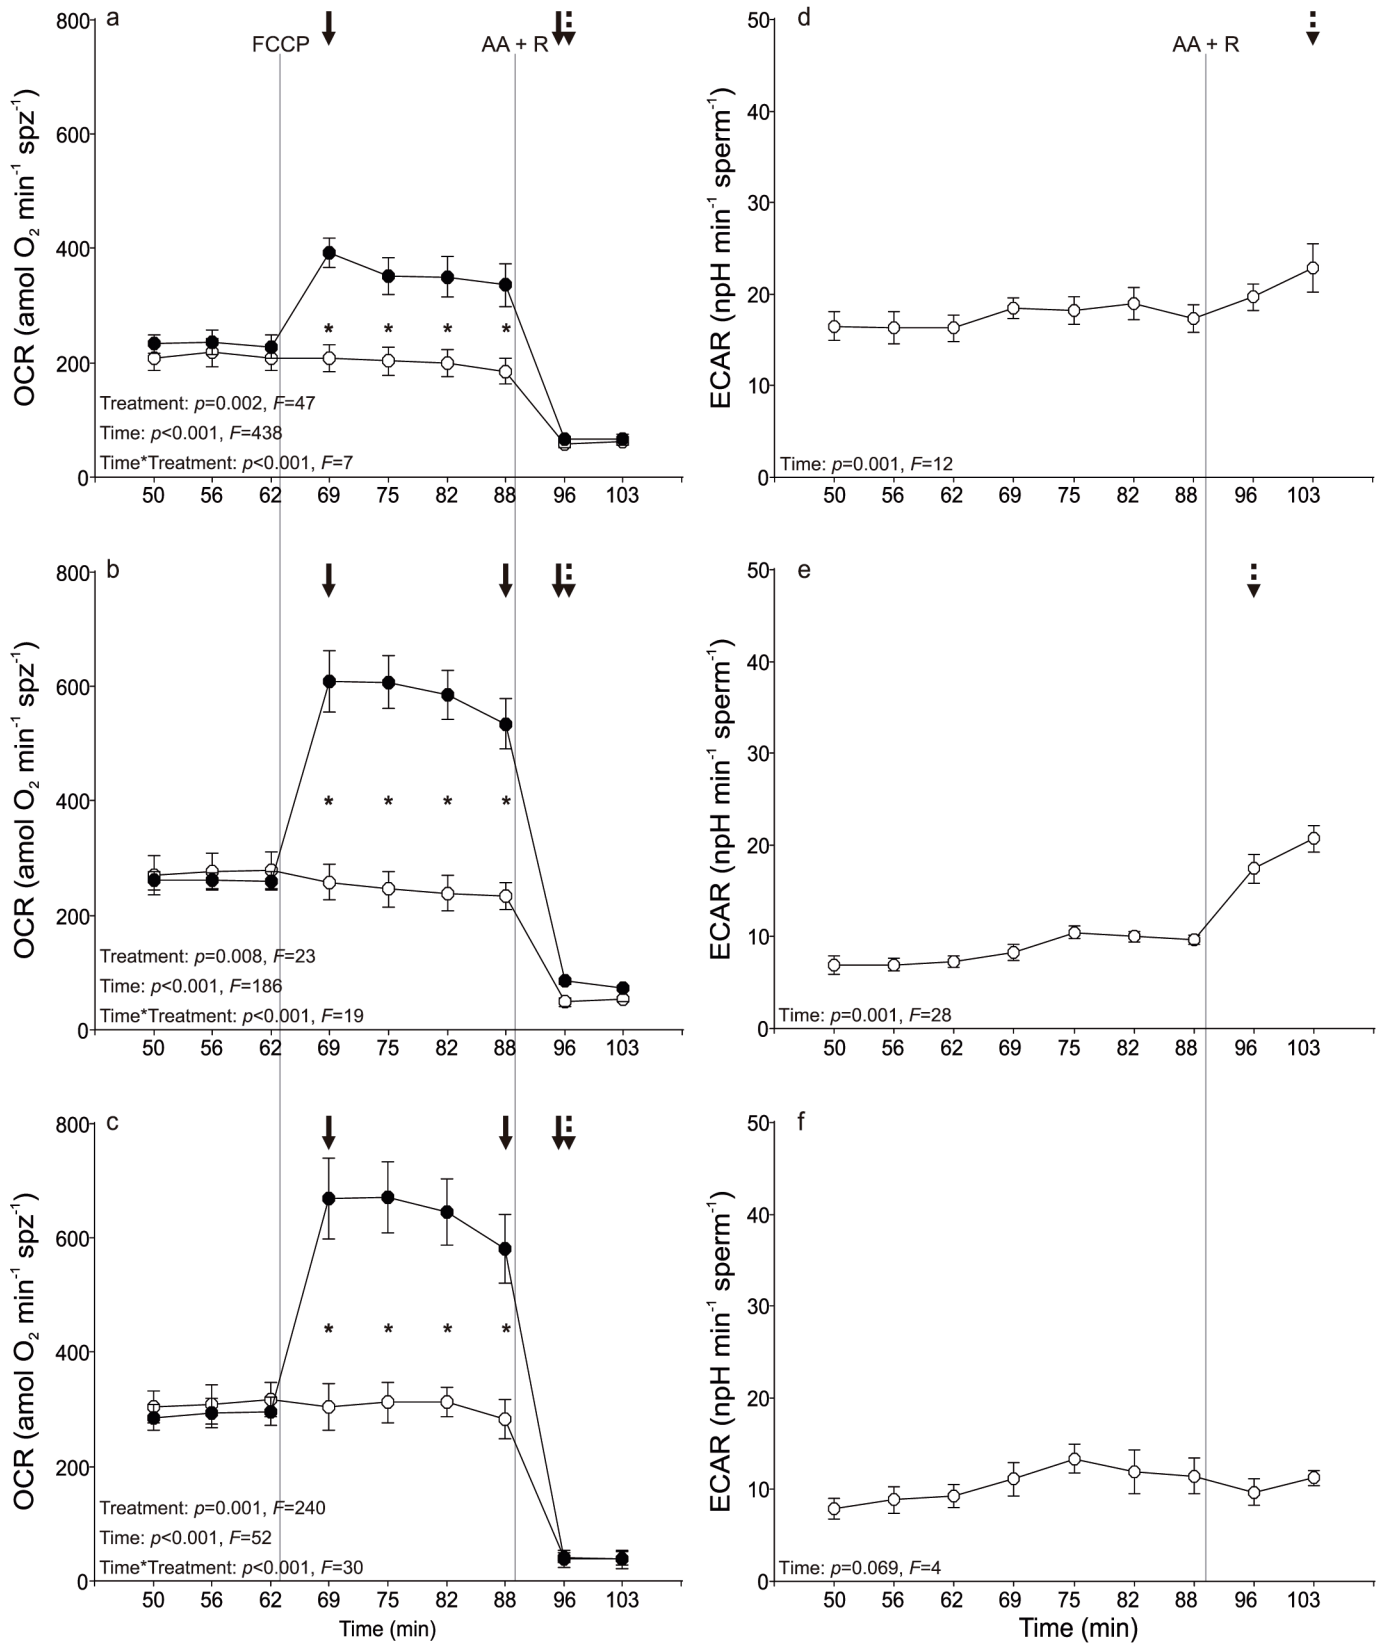 a
FCCP
AA + R
OCR (amol O2 min-1 spz-1)
800
600
400
200
0
* * * *
Treatment: p=0.002, F=47
Time: p<0.001, F=438
Time*Treatment: p<0.001, F=7
50 56 62 69 75 82 88 96 103
d
AA + R
ECAR (npH min-1 sperm-1)
50
40
30
20
10
0
Time: p=0.001, F=12
50 56 62 69 75 82 88 96 103
b
OCR (amol O2 min-1 spz-1)
800
600
400
200
0
* * * *
Treatment: p=0.008, F=23
Time: p<0.001, F=186
Time*Treatment: p<0.001, F=19
50 56 62 69 75 82 88 96 103
e
ECAR (npH min-1 sperm-1)
50
40
30
20
10
0
Time: p=0.001, F=28
50 56 62 69 75 82 88 96 103
c
OCR (amol O2 min-1 spz-1)
800
600
400
200
0
* * * *
Treatment: p=0.001, F=240
Time: p<0.001, F=52
Time*Treatment: p<0.001, F=30
50 56 62 69 75 82 88 96 103
Time (min)
f
ECAR (npH min-1 sperm-1)
50
40
30
20
10
0
Time: p=0.069, F=4
50 56 62 69 75 82 88 96 103
Time (min)